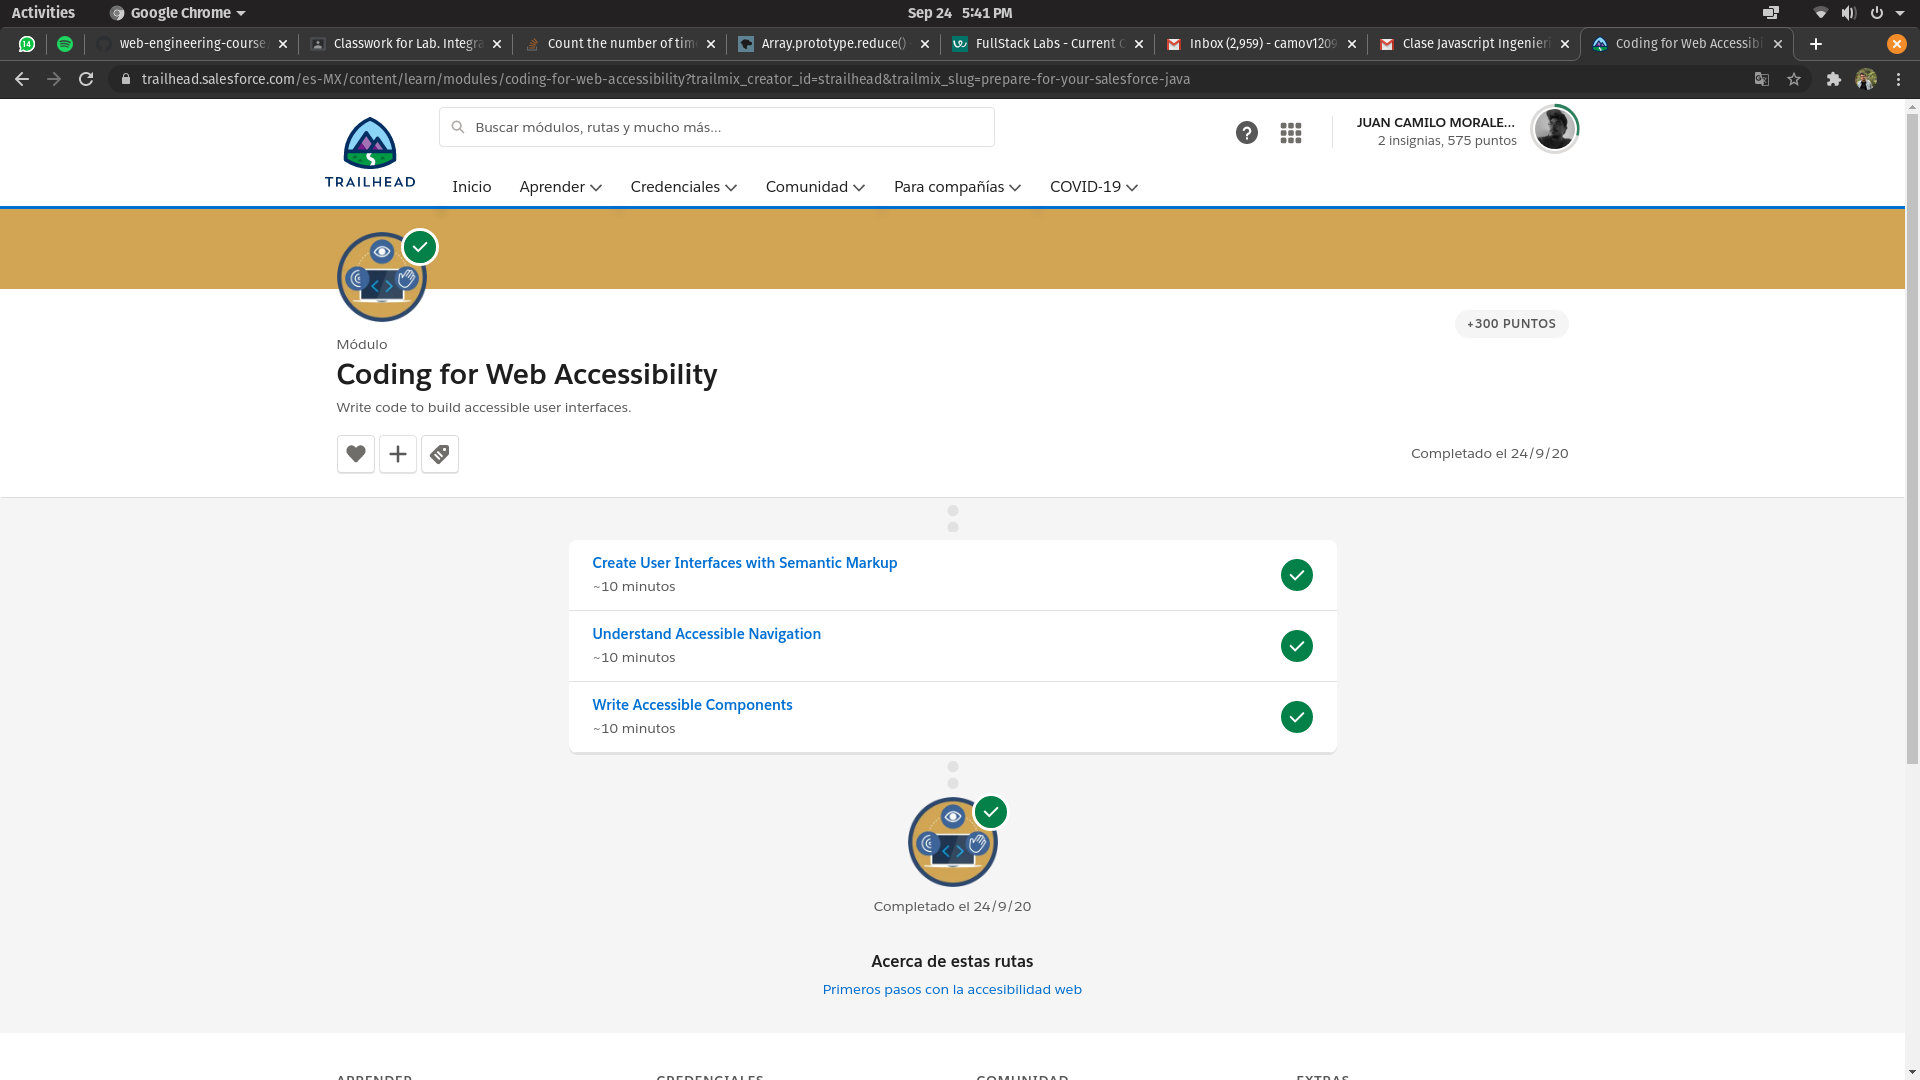 Activities
Google Chrome
Sep 24 5:41 PM
web-engineering-course
Classwork for Lab. Integra
Count the number of tim
Array.prototype.reduce()
FullStack Labs - Current C
Inbox (2,959) - camov1209
Clase Javascript Ingenieri
Coding for Web Accessibi
trailhead.salesforce.com/es-MX/content/learn/modules/coding-for-web-accessibility?trailmix_creator_id=strailhead&trailmix_slug=prepare-for-your-salesforce-java
TRAILHEAD
Buscar módulos, rutas y mucho más...
JUAN CAMILO MORALE...
2 insignias, 575 puntos
Inicio
Aprender
Credenciales
Comunidad
Para compañías
COVID-19
+300 PUNTOS
Módulo
Coding for Web Accessibility
Write code to build accessible user interfaces.
Completado el 24/9/20
Create User Interfaces with Semantic Markup
~10 minutos
Understand Accessible Navigation
~10 minutos
Write Accessible Components
~10 minutos
Completado el 24/9/20
Acerca de estas rutas
Primeros pasos con la accesibilidad web
APRENDER
CREDENCIALES
COMUNIDAD
EXTRAS